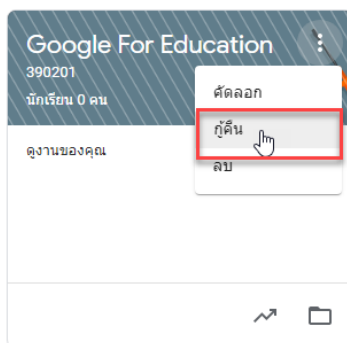 Google For Education
390201
นักเรียน 0 คน
คัดลอก
กู้คืน
ลบ
ดูงานของคุณ